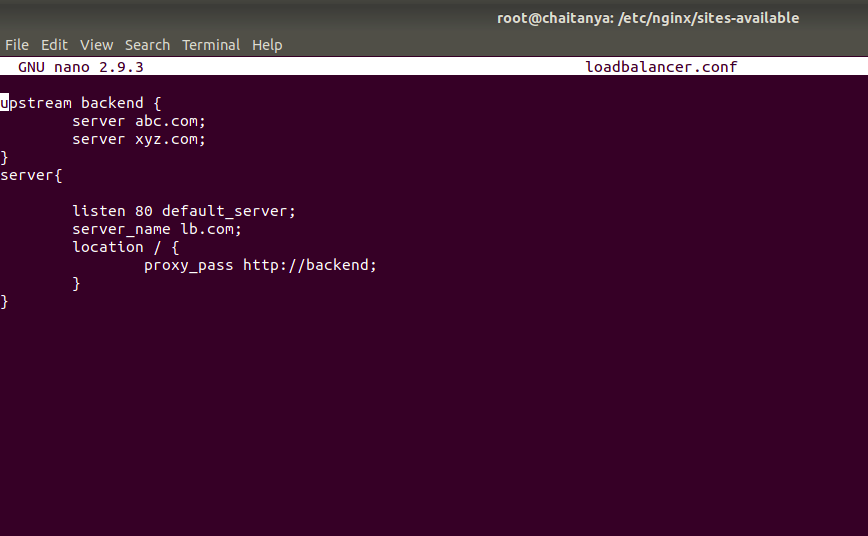 root@chaitanya: /etc/nginx/sites-available
File Edit View Search Terminal Help
GNU nano 2.9.3 loadbalancer.conf
upstream backend {
        server abc.com;
        server xyz.com;
}
server{
        listen 80 default_server;
        server_name lb.com;
        location / {
                proxy_pass http://backend;
        }
}